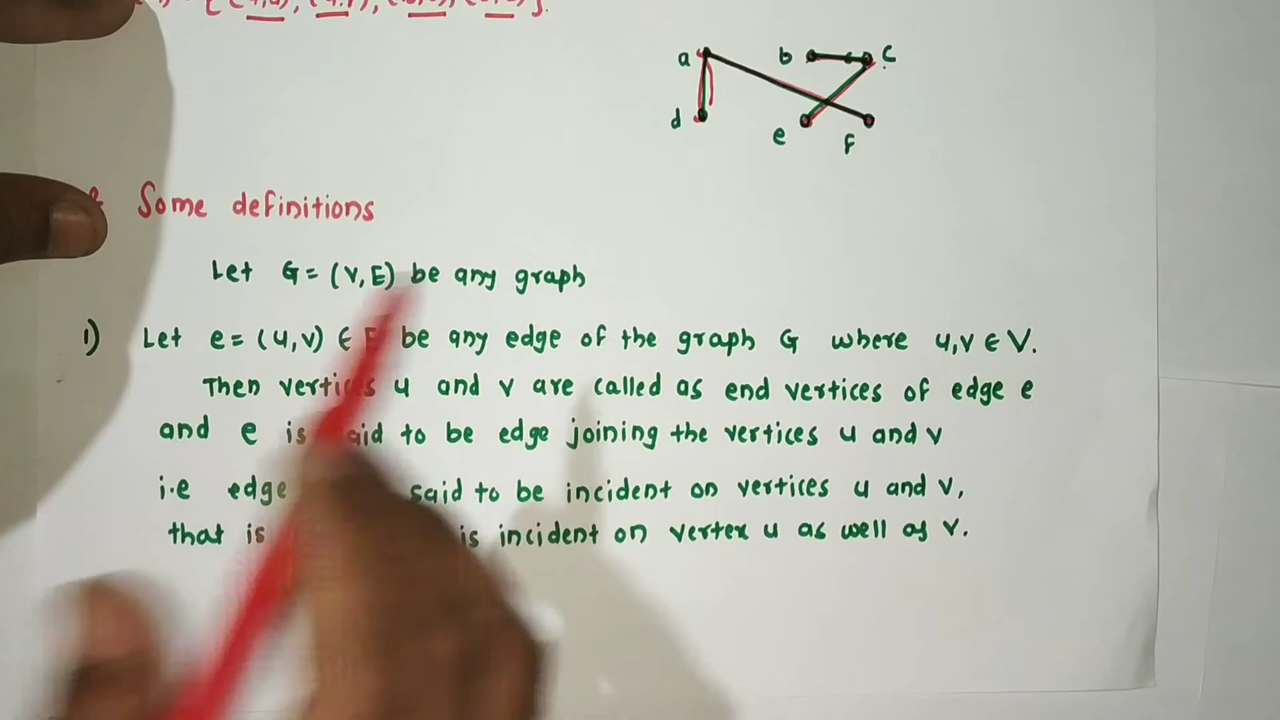 a b c
d e f
Some definitions
Let G = (V, E) be any graph
1) Let e = (u, v) ∈ E be any edge of the graph G where u, v ∈ V.
Then vertices u and v are called as end vertices of edge e
and e is said to be edge joining the vertices u and v
i.e edge said to be incident on vertices u and v,
that is is incident on vertex u as well as v.